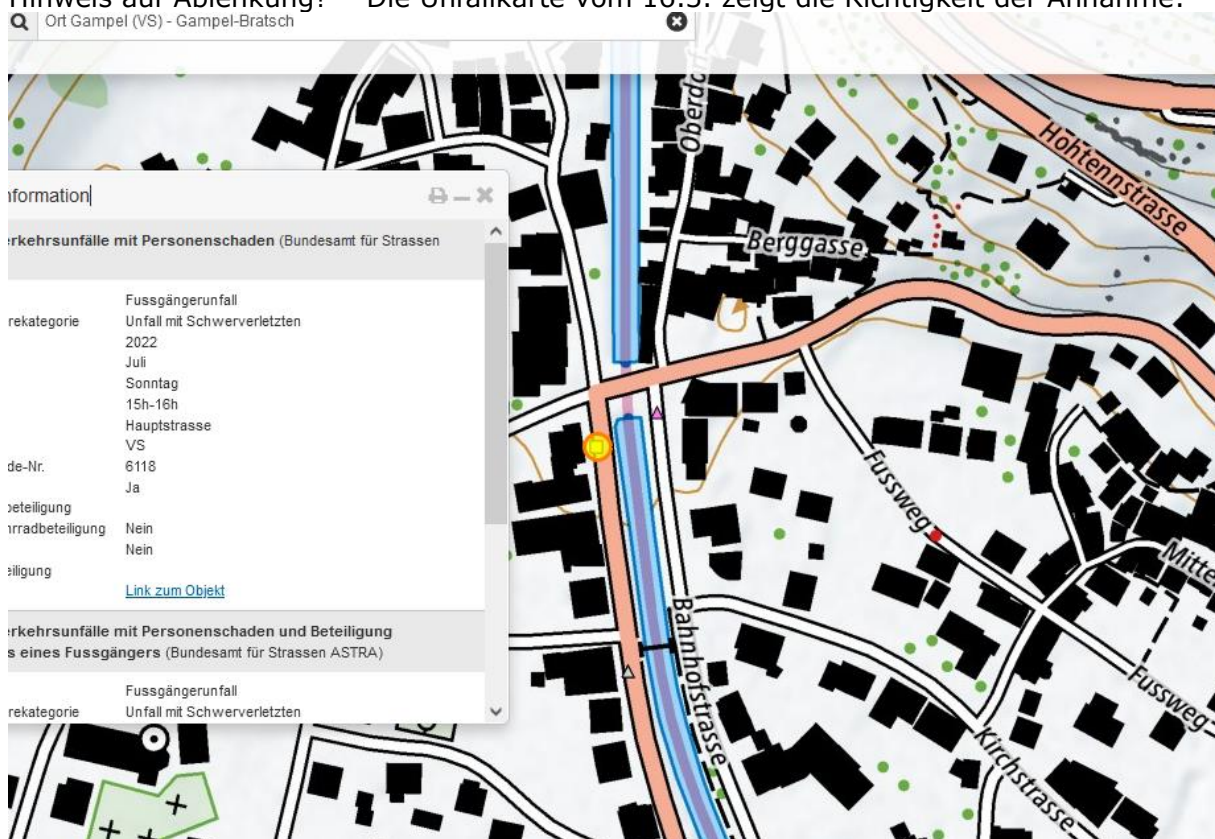 Hinweis auf Ablenkung? Die Unfallkarte vom 16.5. zeigt die Richtigkeit der Annahme.
Ort Gampel (VS) - Gampel-Bratsch
Oberdorf
Hohtennstrasse
nformation
erkehrsunfälle mit Personenschaden (Bundesamt für Strassen
Berggasse
Fussgängerunfall
rekategorie Unfall mit Schwerverletzten
2022
Juli
Sonntag
15h-16h
Hauptstrasse
VS
de-Nr. 6118
Ja
beteiligung
hrradbeteiligung Nein
Nein
eiligung
Link zum Objekt
Fussweg
Mitte
erkehrsunfälle mit Personenschaden und Beteiligung
s eines Fussgängers (Bundesamt für Strassen ASTRA)
Fussgängerunfall
rekategorie Unfall mit Schwerverletzten
Bahnhofstrasse
Fussweg
Kirchstrasse